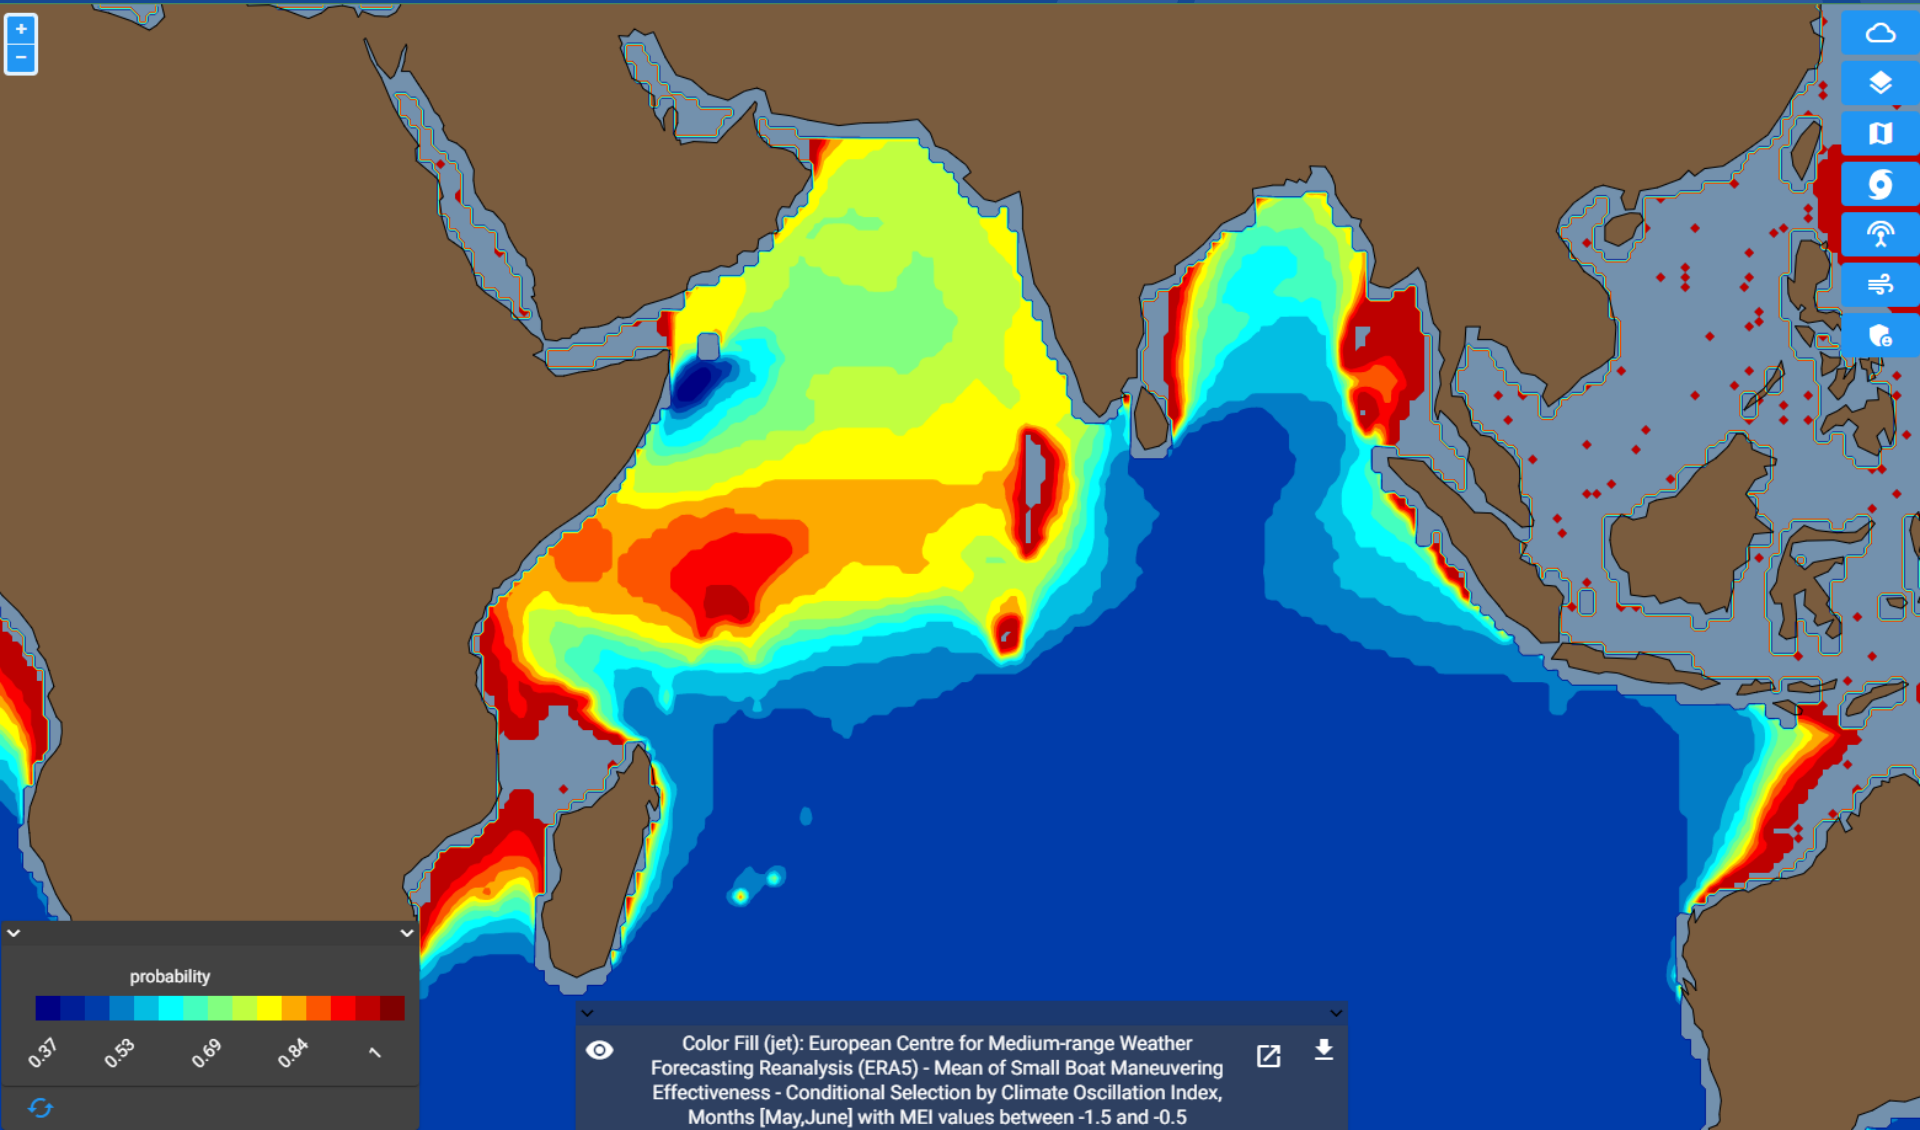 +
−
probability
0.37
0.53
0.69
0.84
1
Color Fill (jet): European Centre for Medium-range Weather
Forecasting Reanalysis (ERA5) - Mean of Small Boat Maneuvering
Effectiveness - Conditional Selection by Climate Oscillation Index,
Months [May,June] with MEI values between -1.5 and -0.5